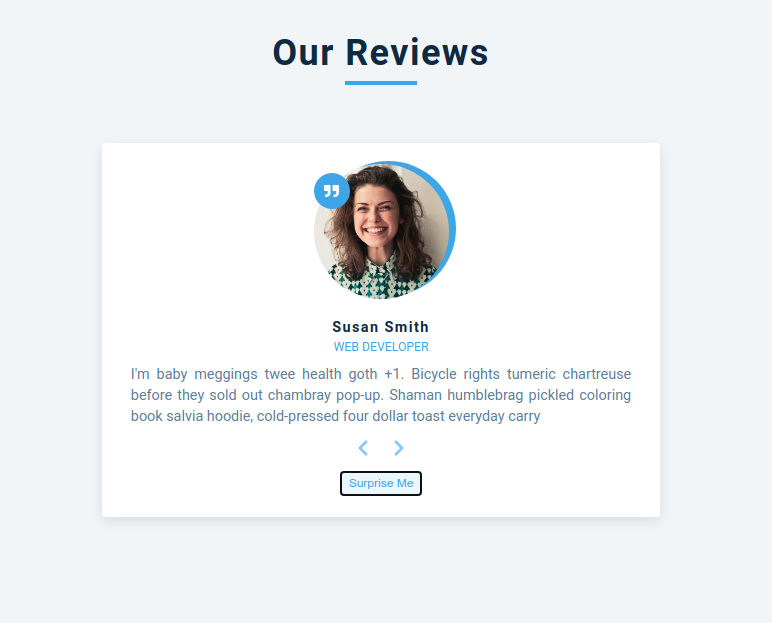 Our Reviews
Susan Smith
WEB DEVELOPER
I'm baby meggings twee health goth +1. Bicycle rights tumeric chartreuse
before they sold out chambray pop-up. Shaman humblebrag pickled coloring
book salvia hoodie, cold-pressed four dollar toast everyday carry
Surprise Me